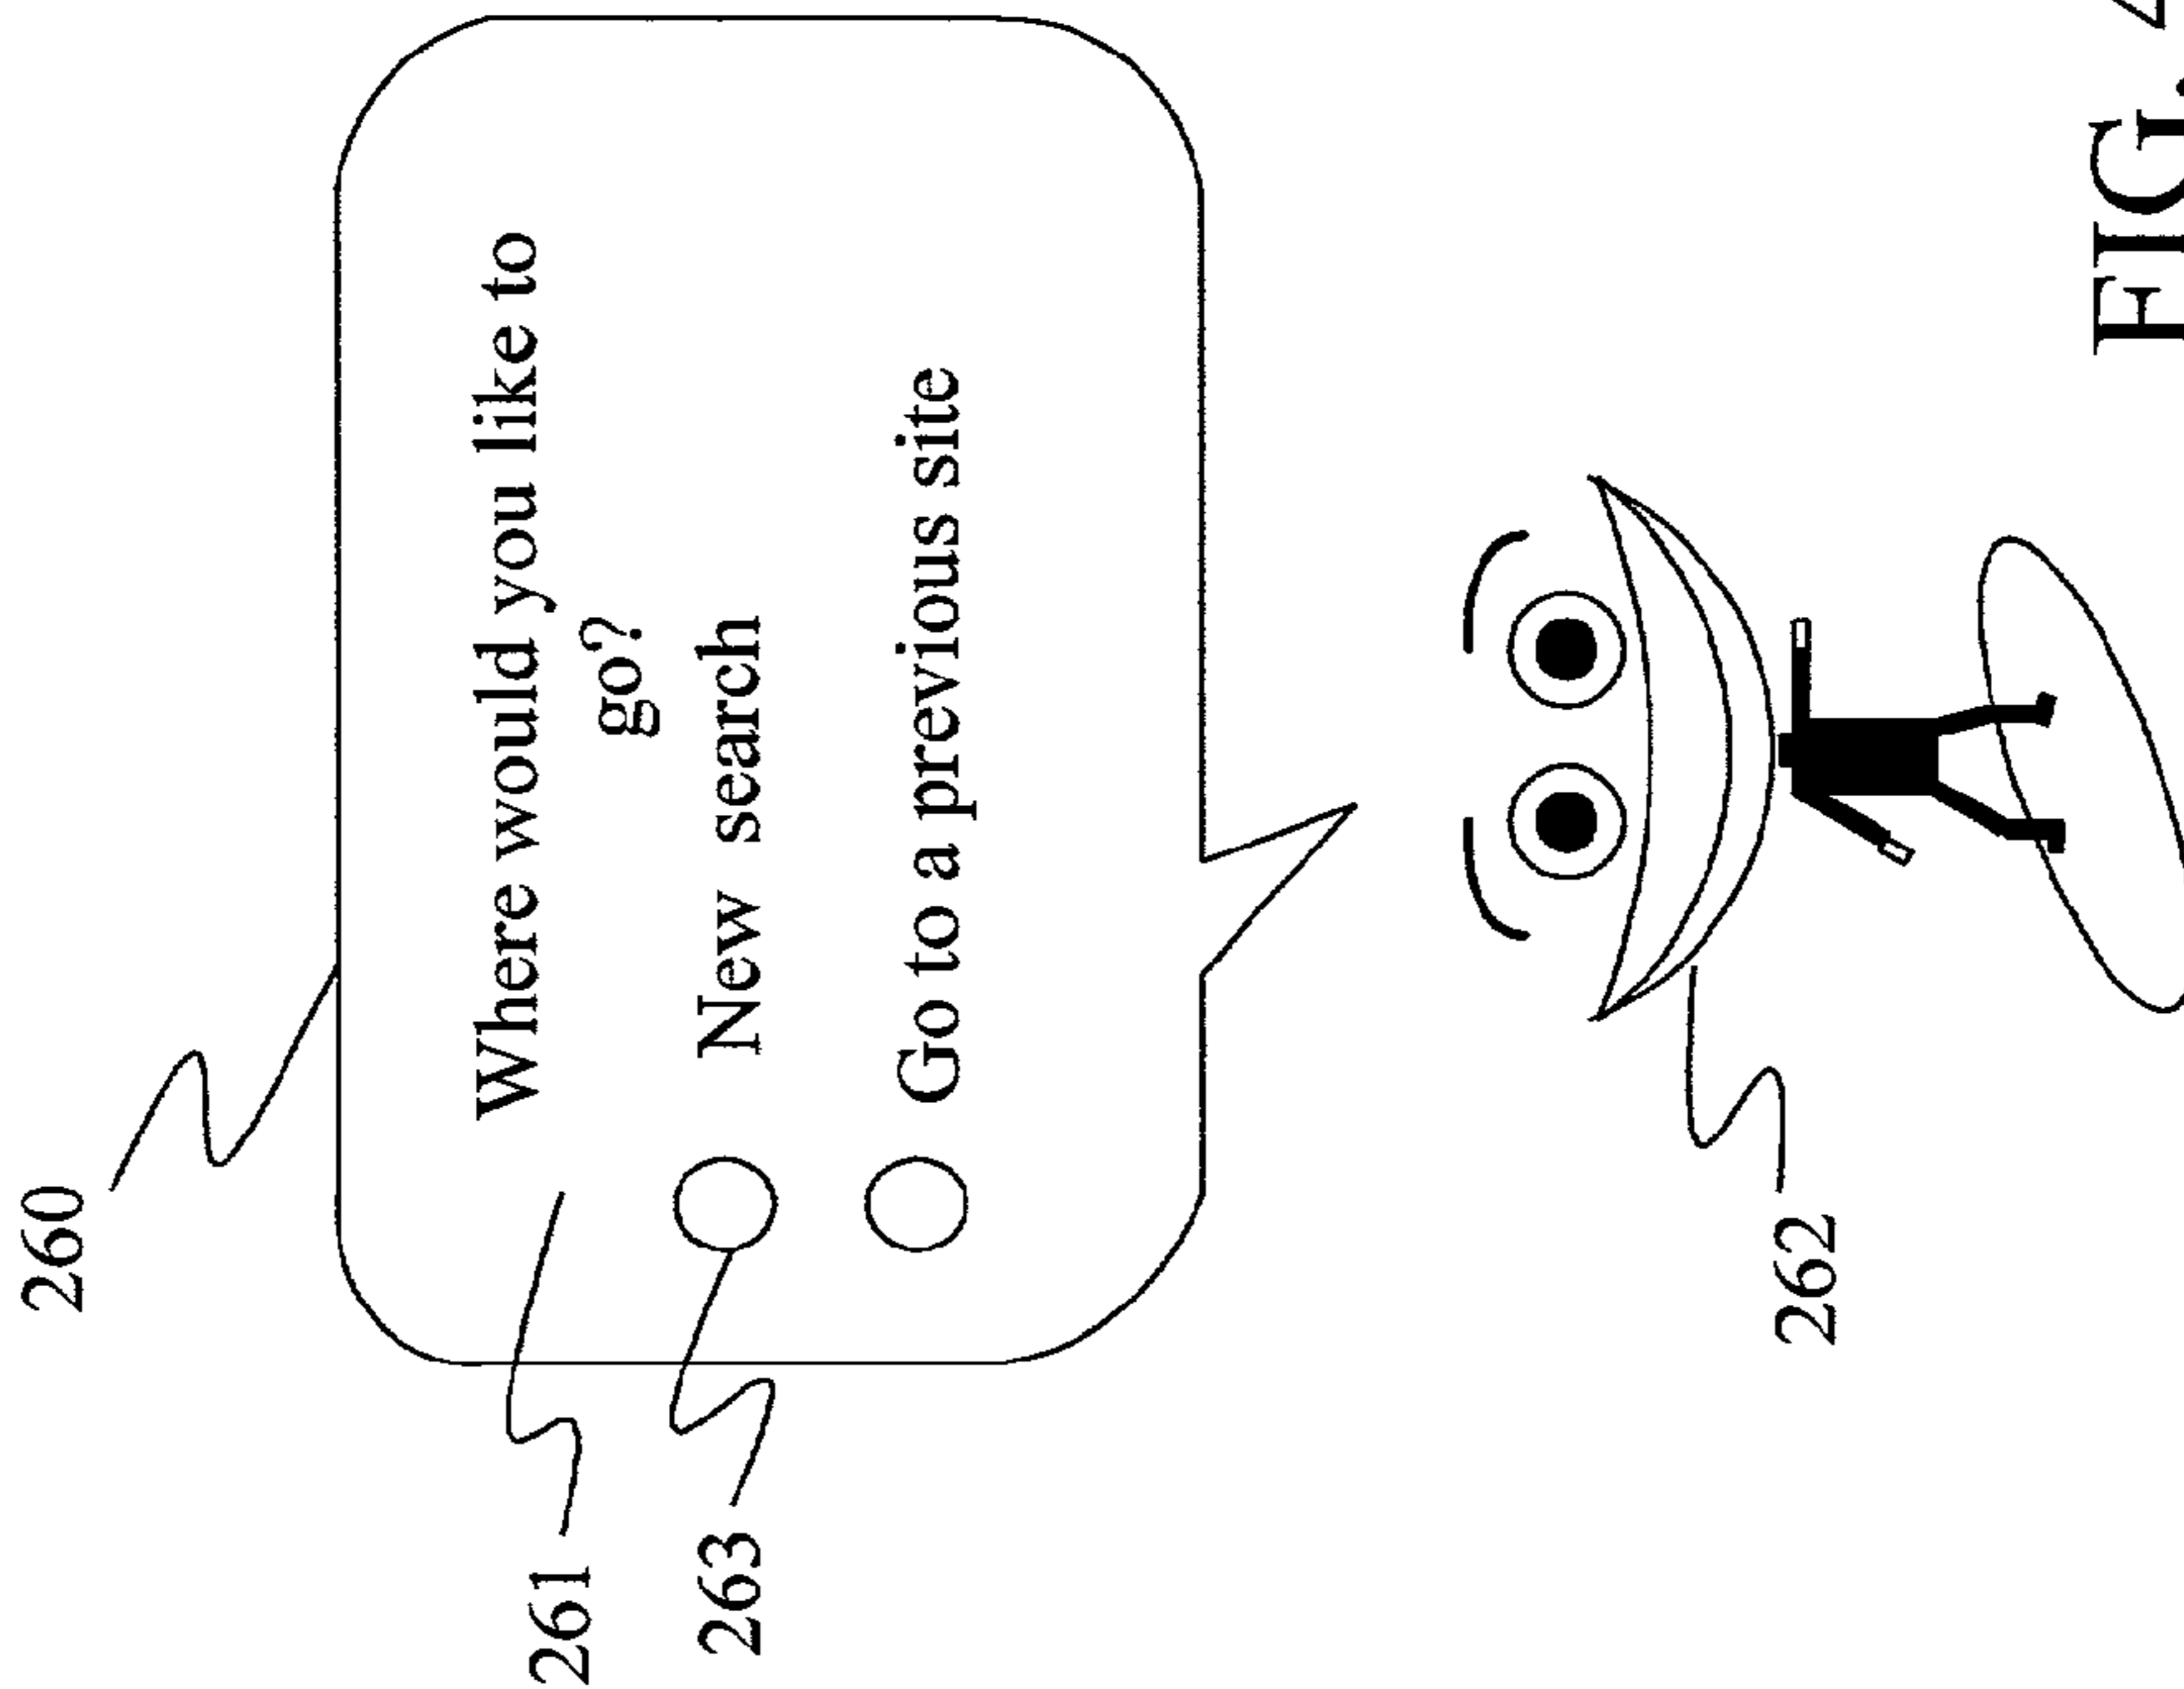 260
Where would you like to
go?
261
New search
263
Go to a previous site
262
FIG.